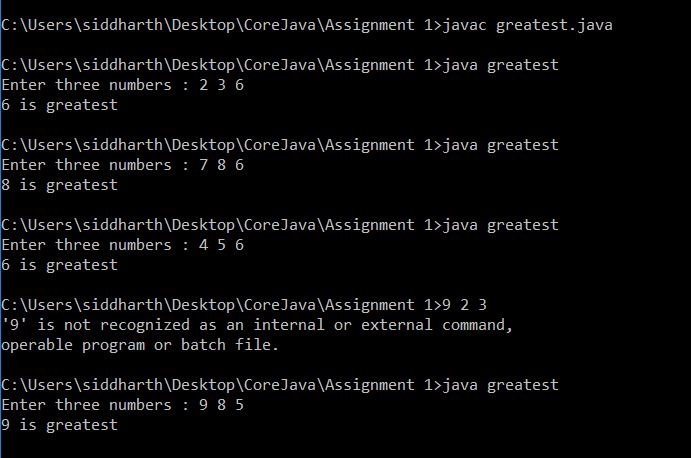 C:\Users\siddharth\Desktop\CoreJava\Assignment 1>javac greatest.java
C:\Users\siddharth\Desktop\CoreJava\Assignment 1>java greatest
Enter three numbers : 2 3 6
6 is greatest
C:\Users\siddharth\Desktop\CoreJava\Assignment 1>java greatest
Enter three numbers : 7 8 6
8 is greatest
C:\Users\siddharth\Desktop\CoreJava\Assignment 1>java greatest
Enter three numbers : 4 5 6
6 is greatest
C:\Users\siddharth\Desktop\CoreJava\Assignment 1>9 2 3
'9' is not recognized as an internal or external command,
operable program or batch file.
C:\Users\siddharth\Desktop\CoreJava\Assignment 1>java greatest
Enter three numbers : 9 8 5
9 is greatest